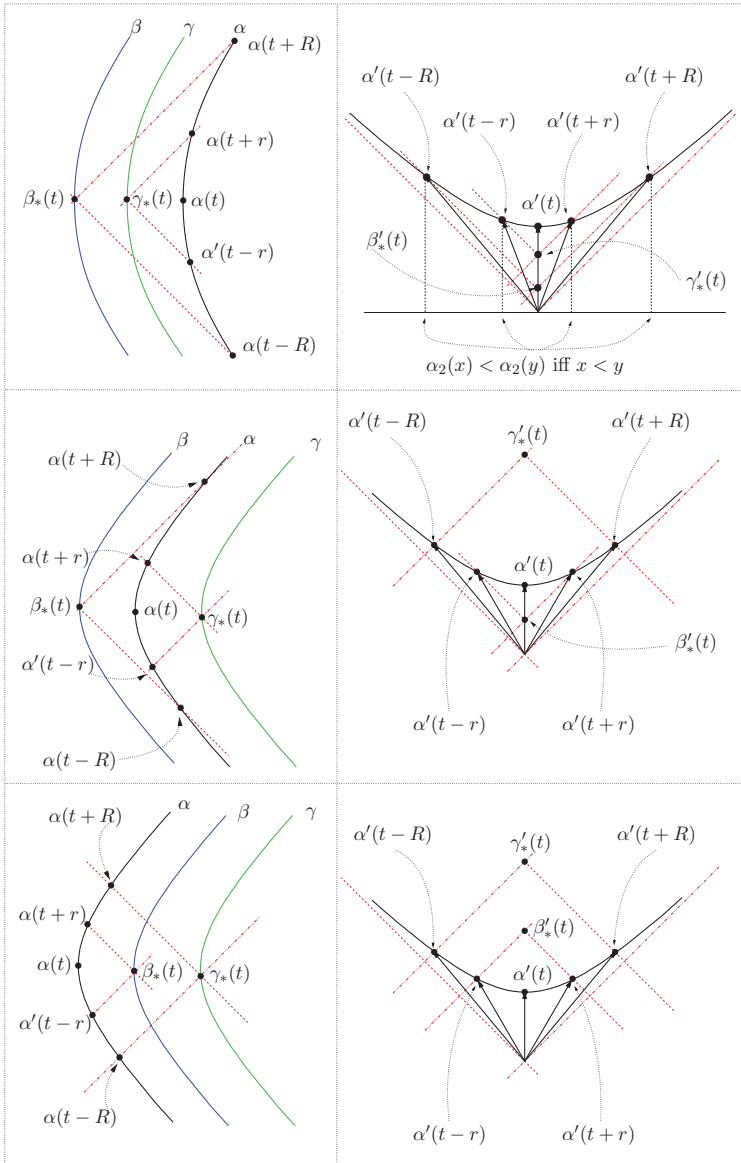 β
γ
α
α(t+R)
α(t+r)
β∗(t)
γ∗(t)
α(t)
α′(t−r)
α(t−R)
α′(t−R)
α′(t+R)
α′(t−r)
α′(t+r)
α′(t)
β′∗(t)
γ′∗(t)
α₂(x) < α₂(y) iff x < y
β
α
γ
α(t+R)
α(t+r)
β∗(t)
α(t)
γ∗(t)
α′(t−r)
α(t−R)
α′(t−R)
γ′∗(t)
α′(t+R)
α′(t)
β′∗(t)
α′(t−r)
α′(t+r)
α
β
γ
α(t+R)
α(t+r)
α(t)
β∗(t)
γ∗(t)
α′(t−r)
α(t−R)
α′(t−R)
γ′∗(t)
α′(t+R)
β′∗(t)
α′(t)
α′(t−r)
α′(t+r)